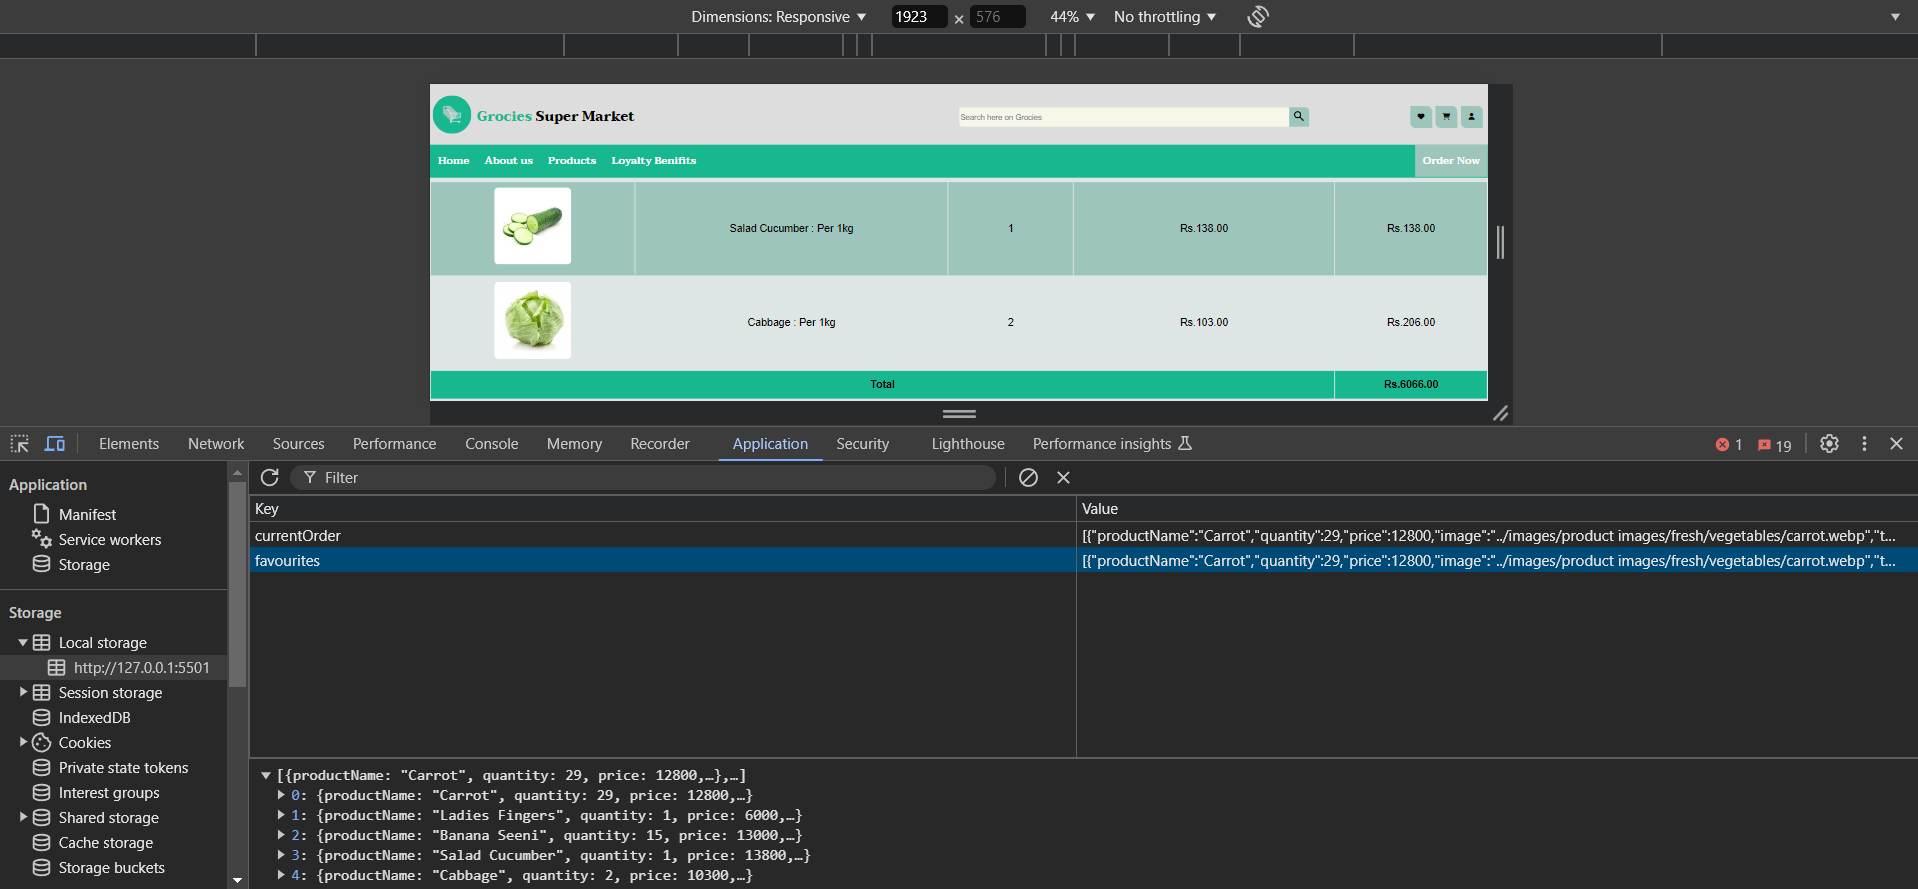 Dimensions: Responsive 1923 × 576 44% No throttling
Grocies Super Market Search here on Grocies
Home About us Products Loyalty Benifits Order Now
Salad Cucumber : Per 1kg 1 Rs.138.00 Rs.138.00
Cabbage : Per 1kg 2 Rs.103.00 Rs.206.00
Total Rs.6066.00
Elements Network Sources Performance Console Memory Recorder Application Security Lighthouse Performance insights 1 19
Application
Manifest
Service workers
Storage
Storage
Local storage
http://127.0.0.1:5501
Session storage
IndexedDB
Cookies
Private state tokens
Interest groups
Shared storage
Cache storage
Storage buckets
Filter
Key Value
currentOrder [{"productName":"Carrot","quantity":29,"price":12800,"image":"../images/product images/fresh/vegetables/carrot.webp","t...
favourites [{"productName":"Carrot","quantity":29,"price":12800,"image":"../images/product images/fresh/vegetables/carrot.webp","t...
[{productName: "Carrot", quantity: 29, price: 12800,…},…]
0: {productName: "Carrot", quantity: 29, price: 12800,…}
1: {productName: "Ladies Fingers", quantity: 1, price: 6000,…}
2: {productName: "Banana Seeni", quantity: 15, price: 13000,…}
3: {productName: "Salad Cucumber", quantity: 1, price: 13800,…}
4: {productName: "Cabbage", quantity: 2, price: 10300,…}